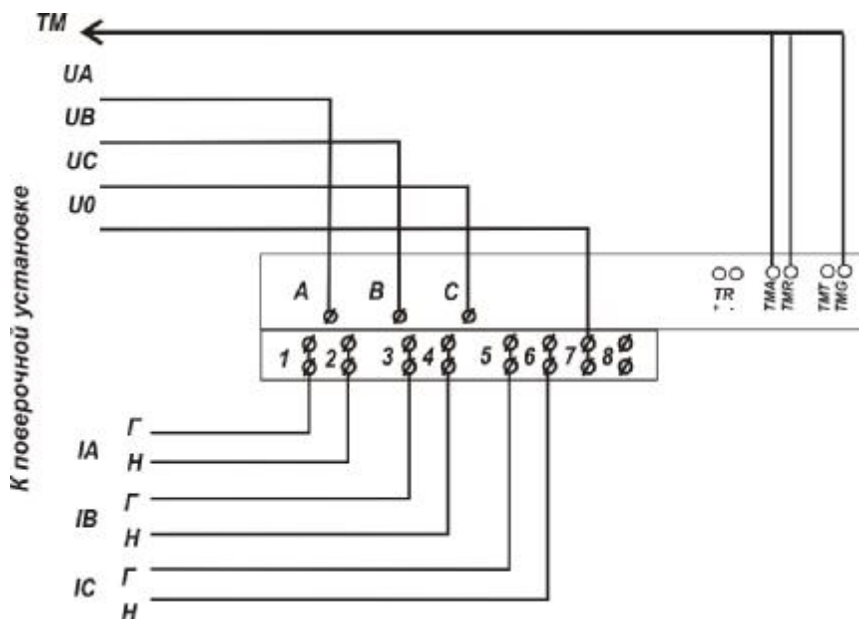 TM
UA
UB
UC
U0
К поверочной установке
A B C
TR
TMA
TMR
TMT
TMG
1 2 3 4 5 6 7 8
IA
Г
Н
IB
Г
Н
IC
Г
Н